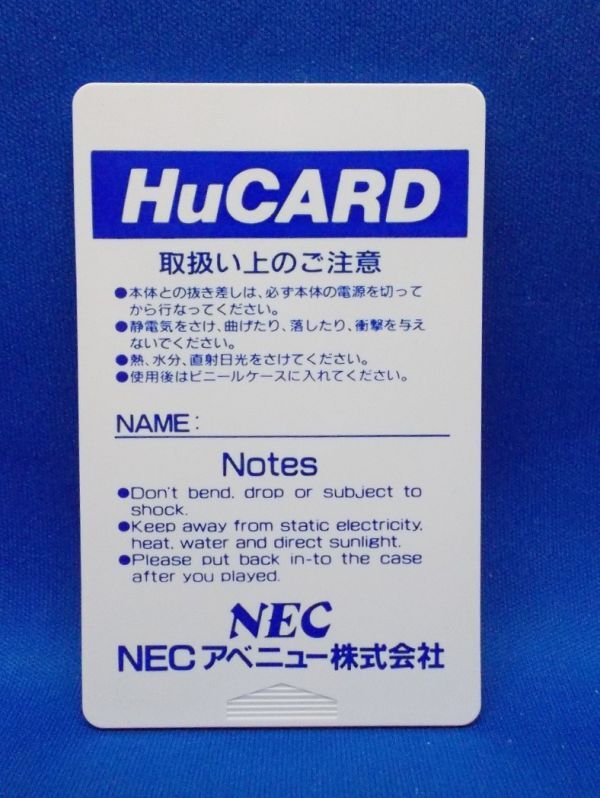 HuCARD
取扱い上のご注意
●本体との抜き差しは、必ず本体の電源を切って
から行なってください。
●静電気をさけ、曲げたり、落したり、衝撃を与え
ないでください。
●熱、水分、直射日光をさけてください。
●使用後はビニールケースに入れてください。
NAME:
Notes
●Don't bend, drop or subject to
shock.
●Keep away from static electricity,
heat, water and direct sunlight.
●Please put back in-to the case
after you played.
NEC
NECアベニュー株式会社